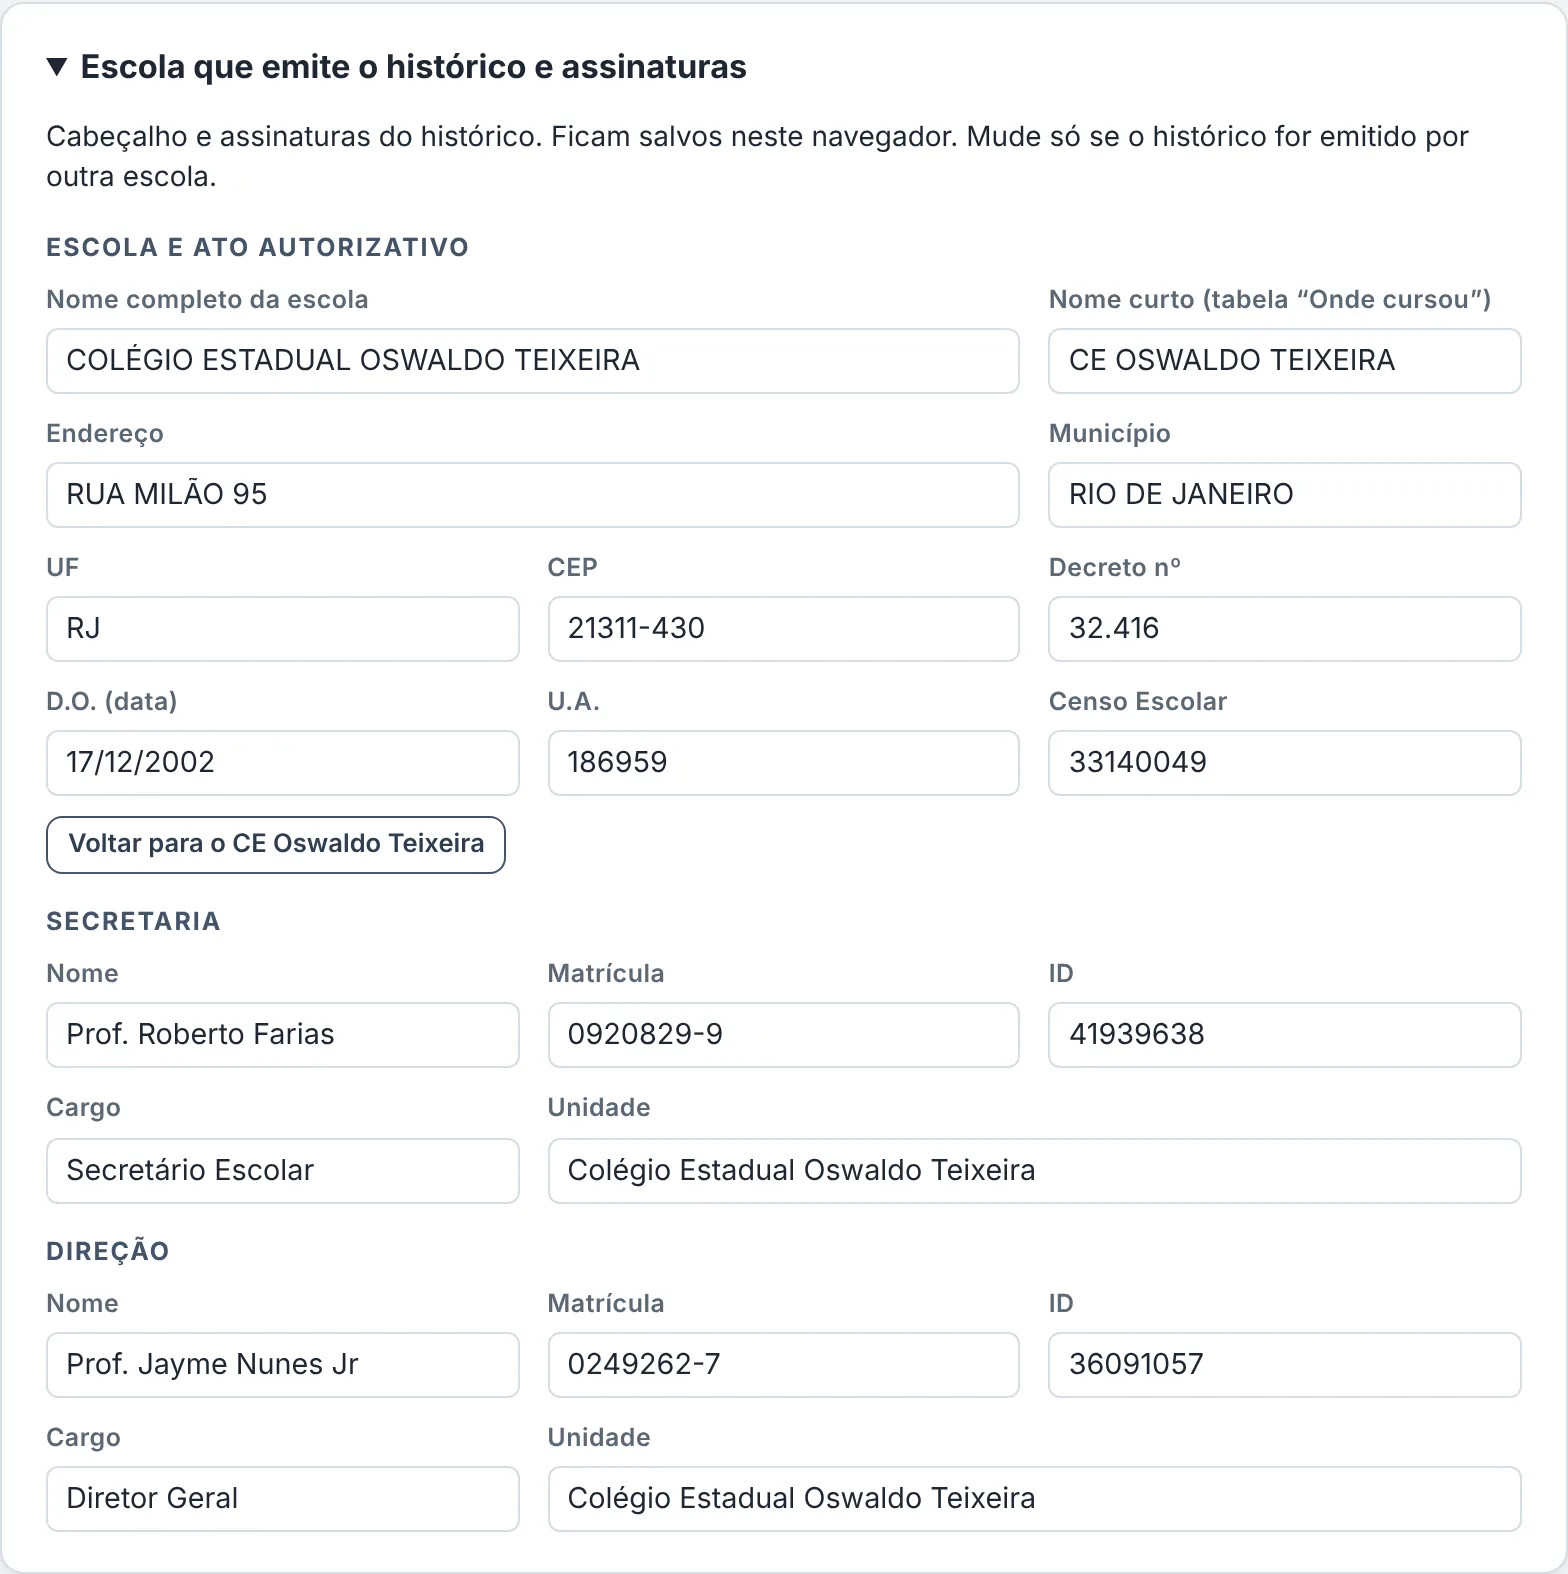 ▼ Escola que emite o histórico e assinaturas
Cabeçalho e assinaturas do histórico. Ficam salvos neste navegador. Mude só se o histórico for emitido por
outra escola.
ESCOLA E ATO AUTORIZATIVO
Nome completo da escola
Nome curto (tabela “Onde cursou”)
COLÉGIO ESTADUAL OSWALDO TEIXEIRA
CE OSWALDO TEIXEIRA
Endereço
Município
RUA MILÃO 95
RIO DE JANEIRO
UF
CEP
Decreto nº
RJ
21311-430
32.416
D.O. (data)
U.A.
Censo Escolar
17/12/2002
186959
33140049
Voltar para o CE Oswaldo Teixeira
SECRETARIA
Nome
Matrícula
ID
Prof. Roberto Farias
0920829-9
41939638
Cargo
Unidade
Secretário Escolar
Colégio Estadual Oswaldo Teixeira
DIREÇÃO
Nome
Matrícula
ID
Prof. Jayme Nunes Jr
0249262-7
36091057
Cargo
Unidade
Diretor Geral
Colégio Estadual Oswaldo Teixeira